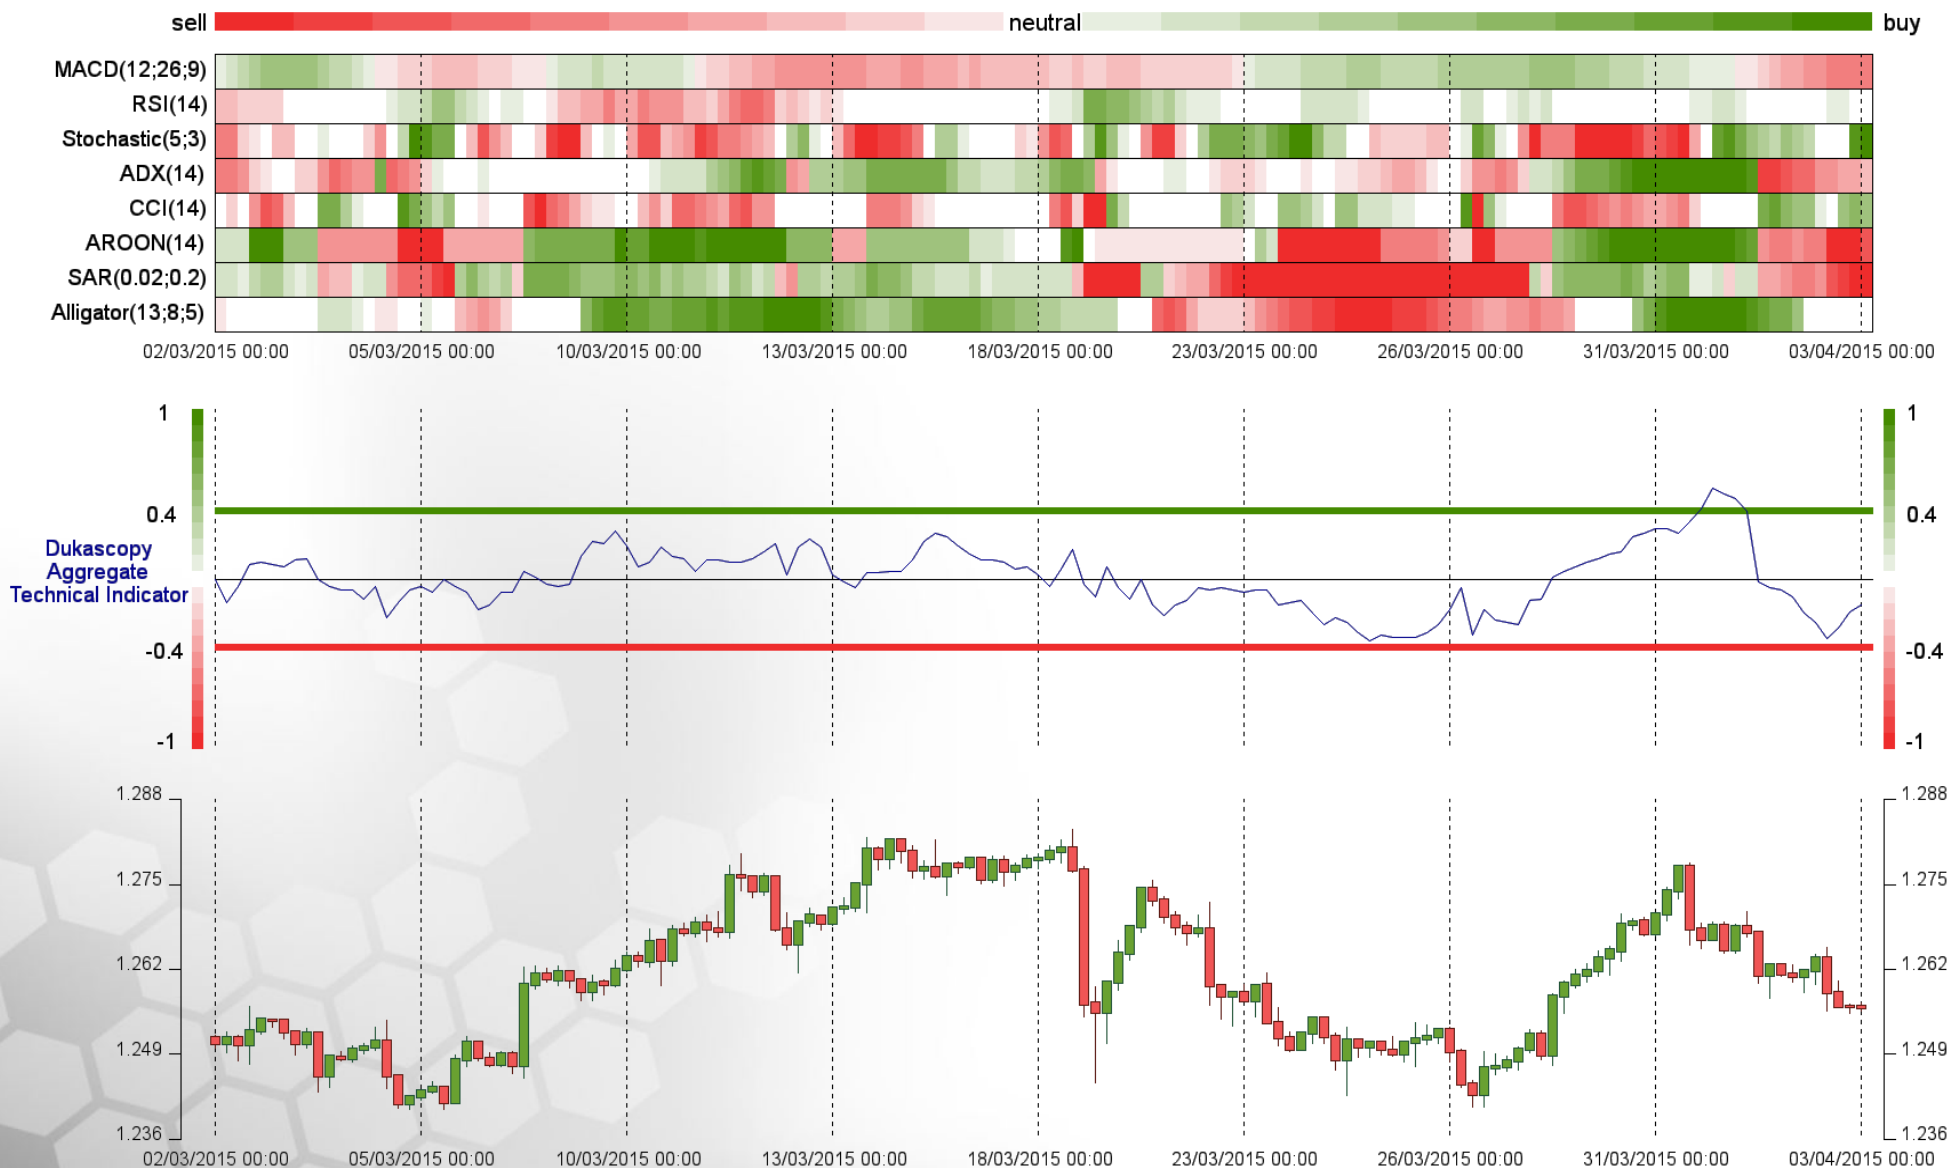 sell neutral buy
MACD(12;26;9)
RSI(14)
Stochastic(5;3)
ADX(14)
CCI(14)
AROON(14)
SAR(0.02;0.2)
Alligator(13;8;5)
02/03/2015 00:00 05/03/2015 00:00 10/03/2015 00:00 13/03/2015 00:00 18/03/2015 00:00 23/03/2015 00:00 26/03/2015 00:00 31/03/2015 00:00 03/04/2015 00:00
1 1
0.4 0.4
Dukascopy
Aggregate
Technical Indicator
-0.4 -0.4
-1 -1
1.288 1.288
1.275 1.275
1.262 1.262
1.249 1.249
1.236 1.236
02/03/2015 00:00 05/03/2015 00:00 10/03/2015 00:00 13/03/2015 00:00 18/03/2015 00:00 23/03/2015 00:00 26/03/2015 00:00 31/03/2015 00:00 03/04/2015 00:00